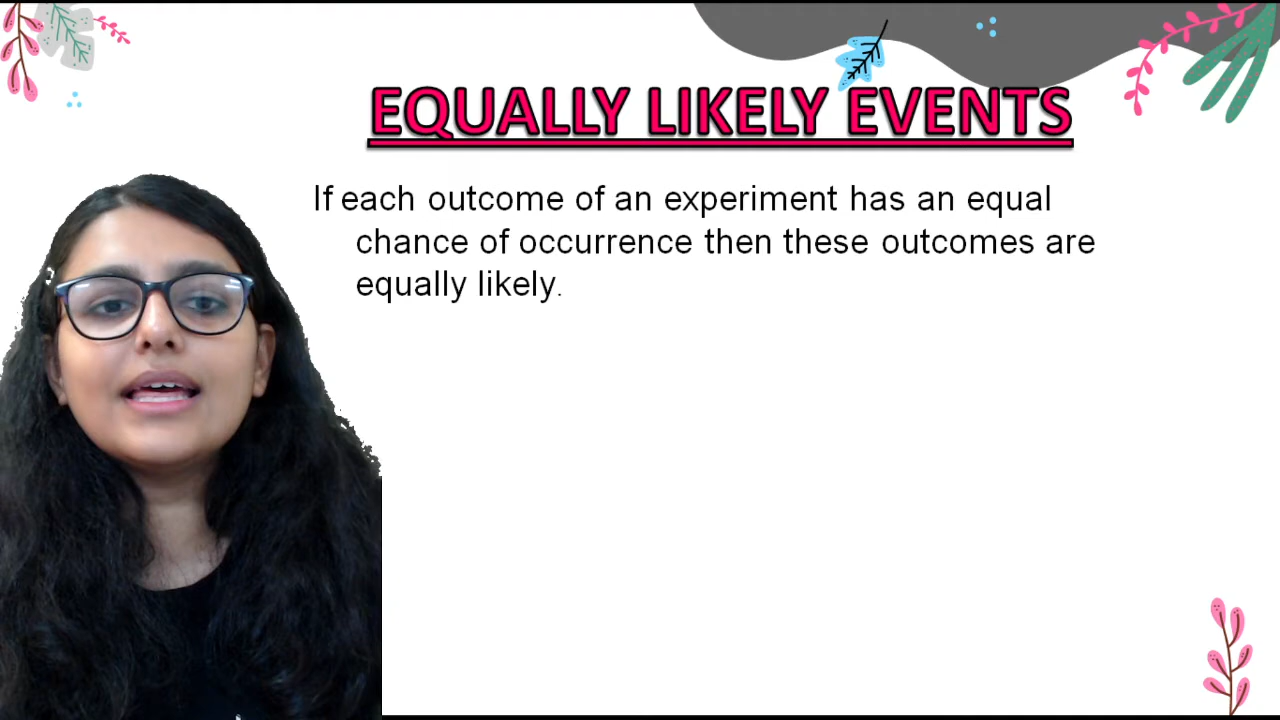 EQUALLY LIKELY EVENTS
If each outcome of an experiment has an equal
chance of occurrence then these outcomes are
equally likely.